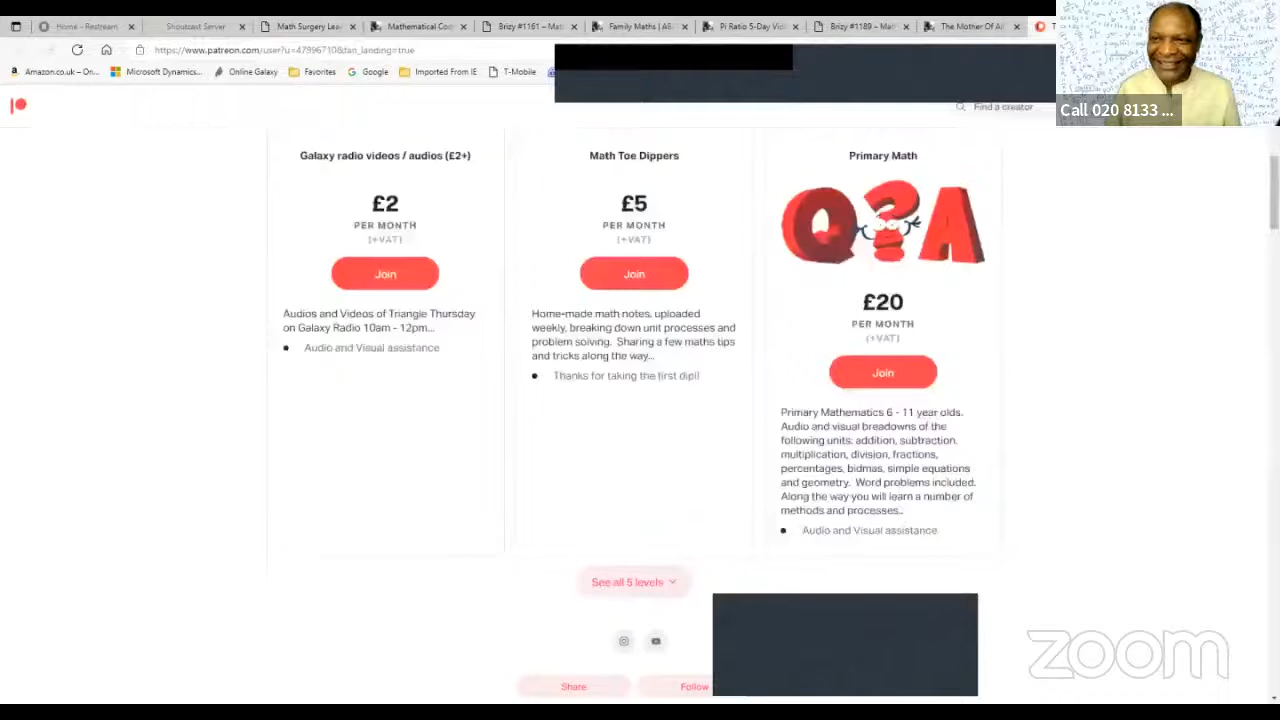 Home - Restream
Shoutcast Server
Math Surgery Lea
Mathematical Co
Brizy #1161 – Mat
Family Maths | A
Pi Ratio 5-Day Vi
Brizy #1189 – Mat
The Mother Of Al
https://www.patreon.com/user?u=47996710&fan_landing=true
Amazon.co.uk – On...
Microsoft Dynamics...
Online Galaxy
Favorites
Google
Imported From IE
T-Mobile
Call 020 8133 ...
Find a creator
Galaxy radio videos / audios (£2+)
£2
PER MONTH
(+VAT)
Join
Audios and Videos of Triangle Thursday
on Galaxy Radio 10am - 12pm...
Audio and Visual assistance
Math Toe Dippers
£5
PER MONTH
(+VAT)
Join
Home-made math notes, uploaded
weekly, breaking down unit processes and
problem solving. Sharing a few maths tips
and tricks along the way...
Thanks for taking the first dip!!
Primary Math
Q?A
£20
PER MONTH
(+VAT)
Join
Primary Mathematics 6 - 11 year olds.
Audio and visual breadowns of the
following units. addition, subtraction,
multiplication, division, fractions,
percentages, bidmas, simple equations
and geometry. Word problems included.
Along the way you will learn a number of
methods and processes..
Audio and Visual assistance
See all 5 levels
Share
Follow
zoom